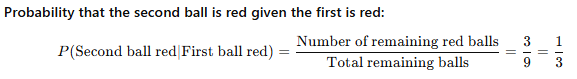 Probability that the second ball is red given the first is red:
P(Second ball red|First ball red) = Number of remaining red balls / Total remaining balls = 3/9 = 1/3